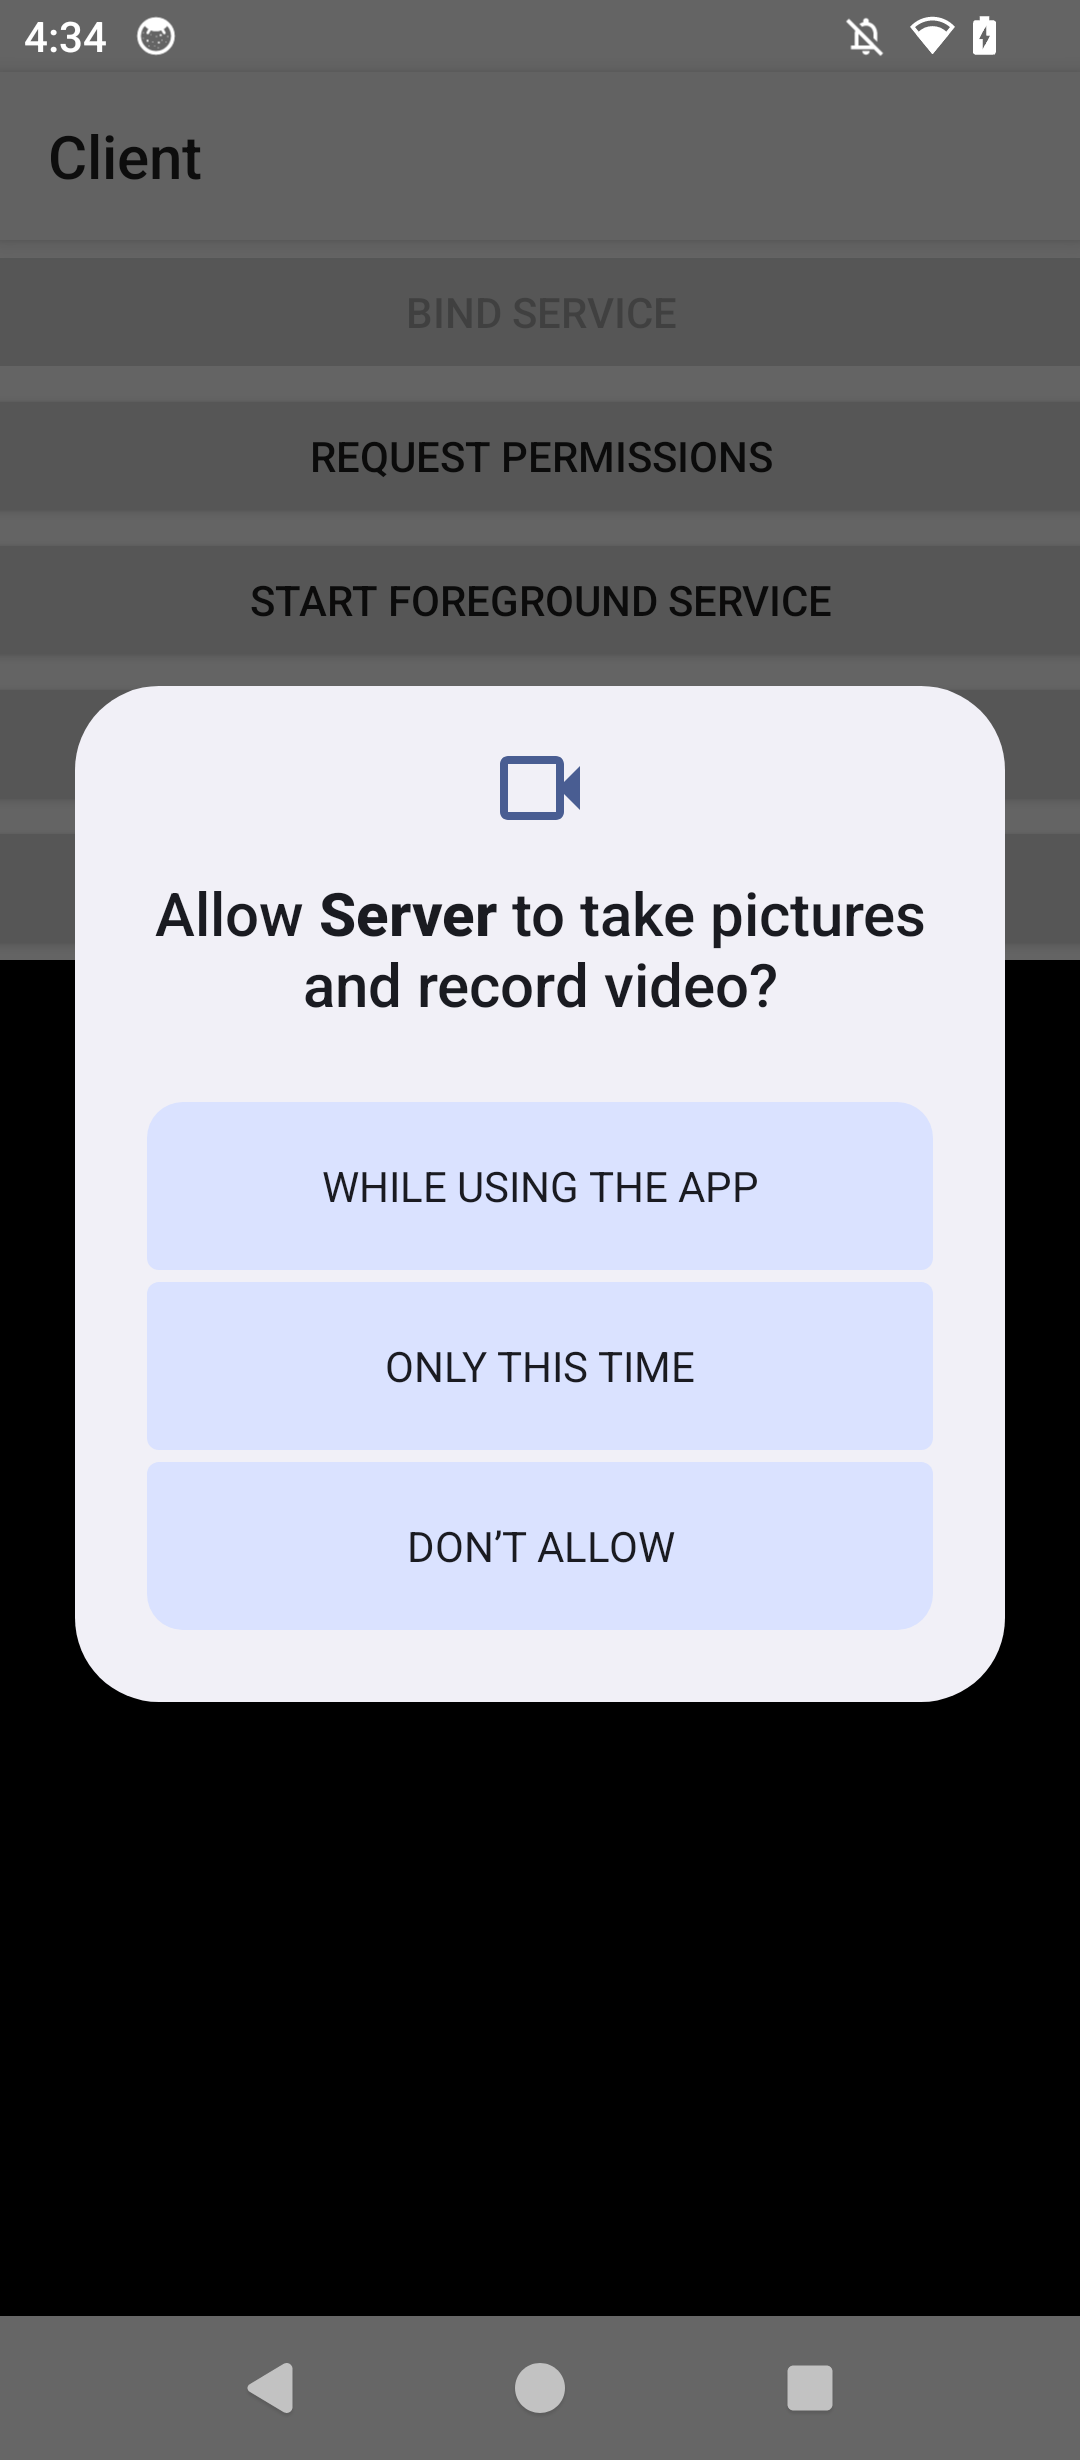 4:34
Client
BIND SERVICE
REQUEST PERMISSIONS
START FOREGROUND SERVICE
Allow Server to take pictures
and record video?
WHILE USING THE APP
ONLY THIS TIME
DON’T ALLOW